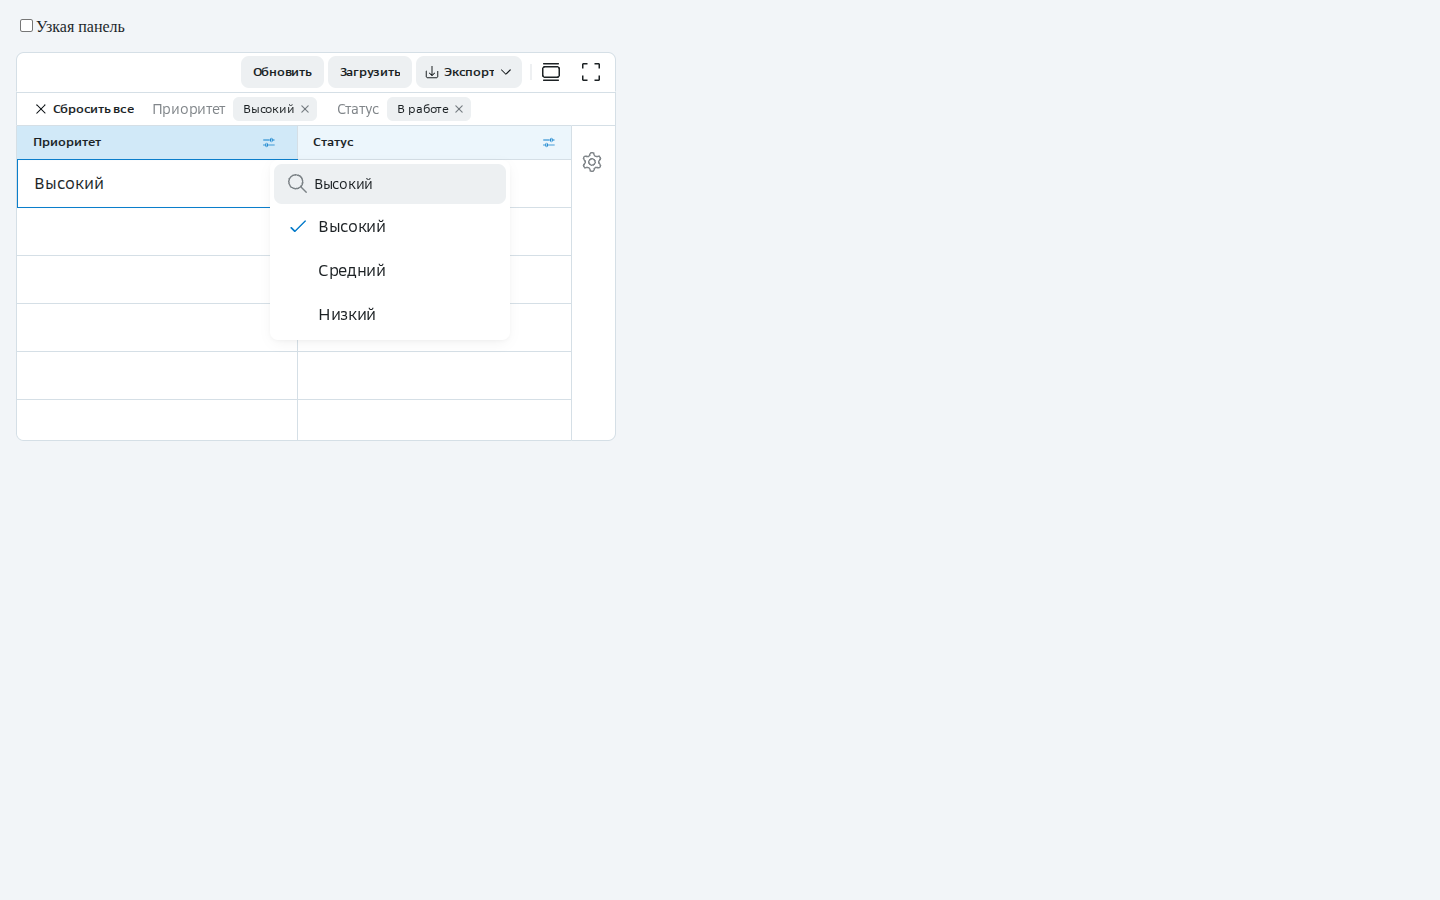 Узкая панель
Обновить Загрузить Экспорт
Сбросить все Приоритет Высокий Статус В работе
Приоритет Статус
Высокий Высокий
Высокий
Средний
Низкий